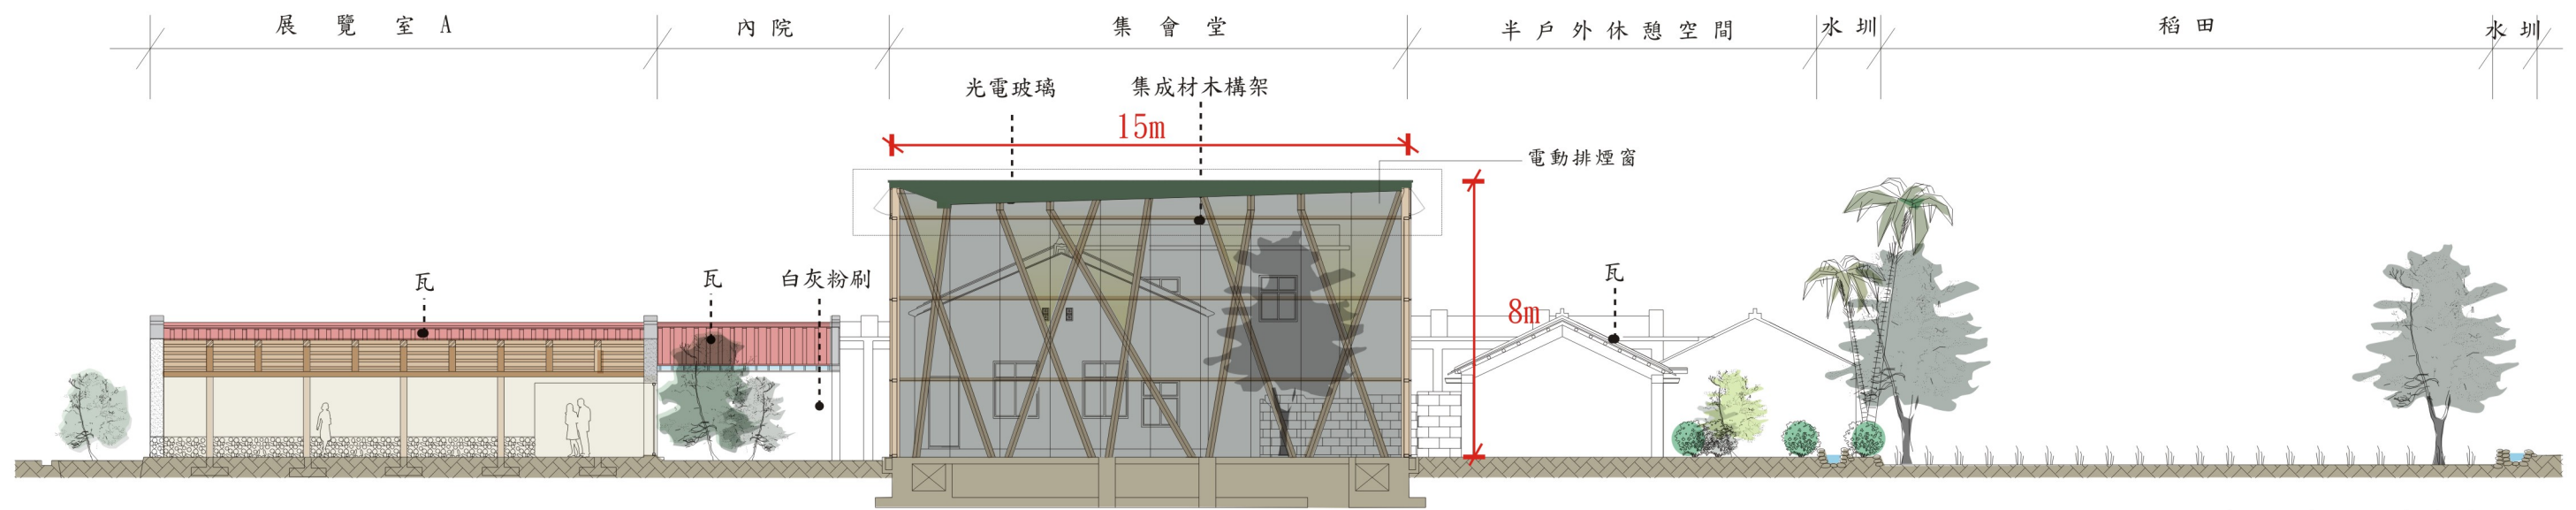 展覽室A
內院
集會堂
半戶外休憩空間
水圳
稻田
水圳
光電玻璃
集成材木構架
15m
電動排煙窗
瓦
瓦
白灰粉刷
瓦
8m